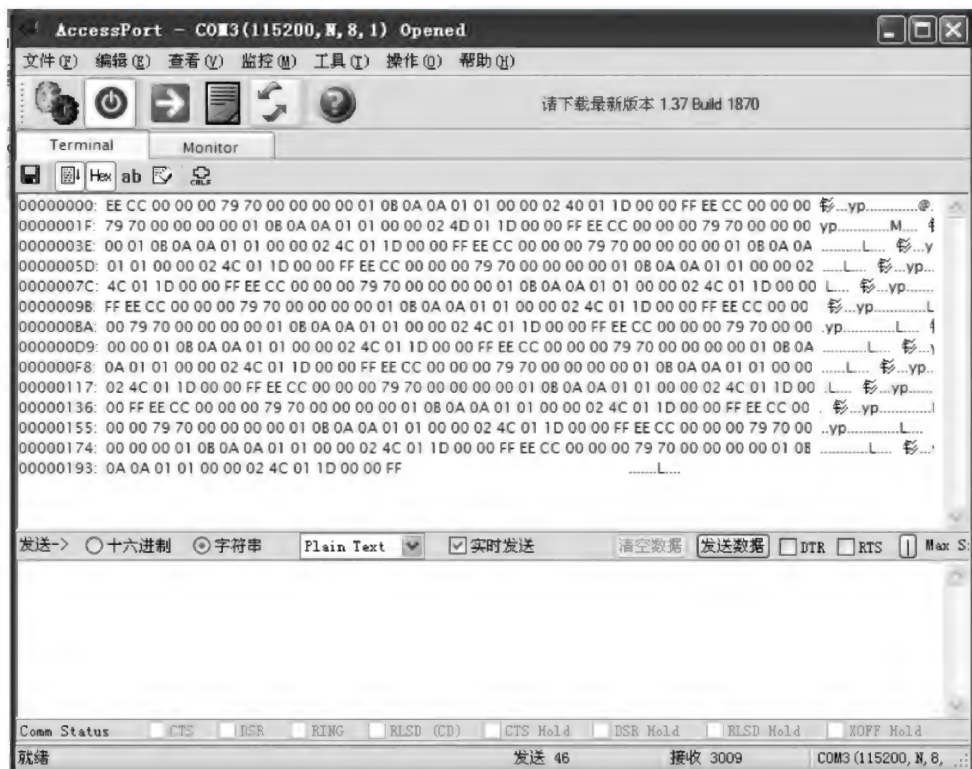 AccessPort - COM3(115200,N,8,1) Opened
文件(F) 编辑(E) 查看(V) 监控(M) 工具(T) 操作(O) 帮助(H)
请下载最新版本 1.37 Build 1870
Terminal Monitor
Hex ab CRLF
00000000: EE CC 00 00 00 79 70 00 00 00 00 01 0B 0A 0A 01 01 00 00 02 40 01 1D 00 00 FF EE CC 00 00 00 彩...yp..............@.
0000001F: 79 70 00 00 00 00 01 0B 0A 0A 01 01 00 00 02 4D 01 1D 00 00 FF EE CC 00 00 00 79 70 00 00 00 yp..............M....
0000003E: 00 01 0B 0A 0A 01 01 00 00 02 4C 01 1D 00 00 FF EE CC 00 00 00 79 70 00 00 00 00 01 0B 0A 0A ..........L.... 彩...y
0000005D: 01 01 00 00 02 4C 01 1D 00 00 FF EE CC 00 00 00 79 70 00 00 00 00 01 0B 0A 0A 01 01 00 00 02 .....L.... 彩...yp...
0000007C: 4C 01 1D 00 00 FF EE CC 00 00 00 79 70 00 00 00 00 01 0B 0A 0A 01 01 00 00 02 4C 01 1D 00 00 L.... 彩...yp.......
0000009B: FF EE CC 00 00 00 79 70 00 00 00 00 01 0B 0A 0A 01 01 00 00 02 4C 01 1D 00 00 FF EE CC 00 00 彩...yp..............L
000000BA: 00 79 70 00 00 00 00 01 0B 0A 0A 01 01 00 00 02 4C 01 1D 00 00 FF EE CC 00 00 00 79 70 00 00 .yp..............L....
000000D9: 00 00 01 0B 0A 0A 01 01 00 00 02 4C 01 1D 00 00 FF EE CC 00 00 00 79 70 00 00 00 00 01 0B 0A ...........L.... 彩...
000000F8: 0A 01 01 00 00 02 4C 01 1D 00 00 FF EE CC 00 00 00 79 70 00 00 00 00 01 0B 0A 0A 01 01 00 00 ......L.... 彩...yp..
00000117: 02 4C 01 1D 00 00 FF EE CC 00 00 00 79 70 00 00 00 00 01 0B 0A 0A 01 01 00 00 02 4C 01 1D 00 .L.... 彩...yp.......
00000136: 00 FF EE CC 00 00 00 79 70 00 00 00 00 01 0B 0A 0A 01 01 00 00 02 4C 01 1D 00 00 FF EE CC 00 . 彩...yp..............
00000155: 00 00 79 70 00 00 00 00 01 0B 0A 0A 01 01 00 00 02 4C 01 1D 00 00 FF EE CC 00 00 00 79 70 00 ..yp..............L....
00000174: 00 00 00 01 0B 0A 0A 01 01 00 00 02 4C 01 1D 00 00 FF EE CC 00 00 00 79 70 00 00 00 00 01 0B ............L.... 彩...
00000193: 0A 0A 01 01 00 00 02 4C 01 1D 00 00 FF .......L....
发送-> 十六进制 字符串 Plain Text 实时发送 清空数据 发送数据 DTR RTS Max S:
Comm Status CTS DSR RING RLSD (CD) CTS Hold DSR Hold RLSD Hold XOFF Hold
就绪 发送 46 接收 3009 COM3(115200,N,8,